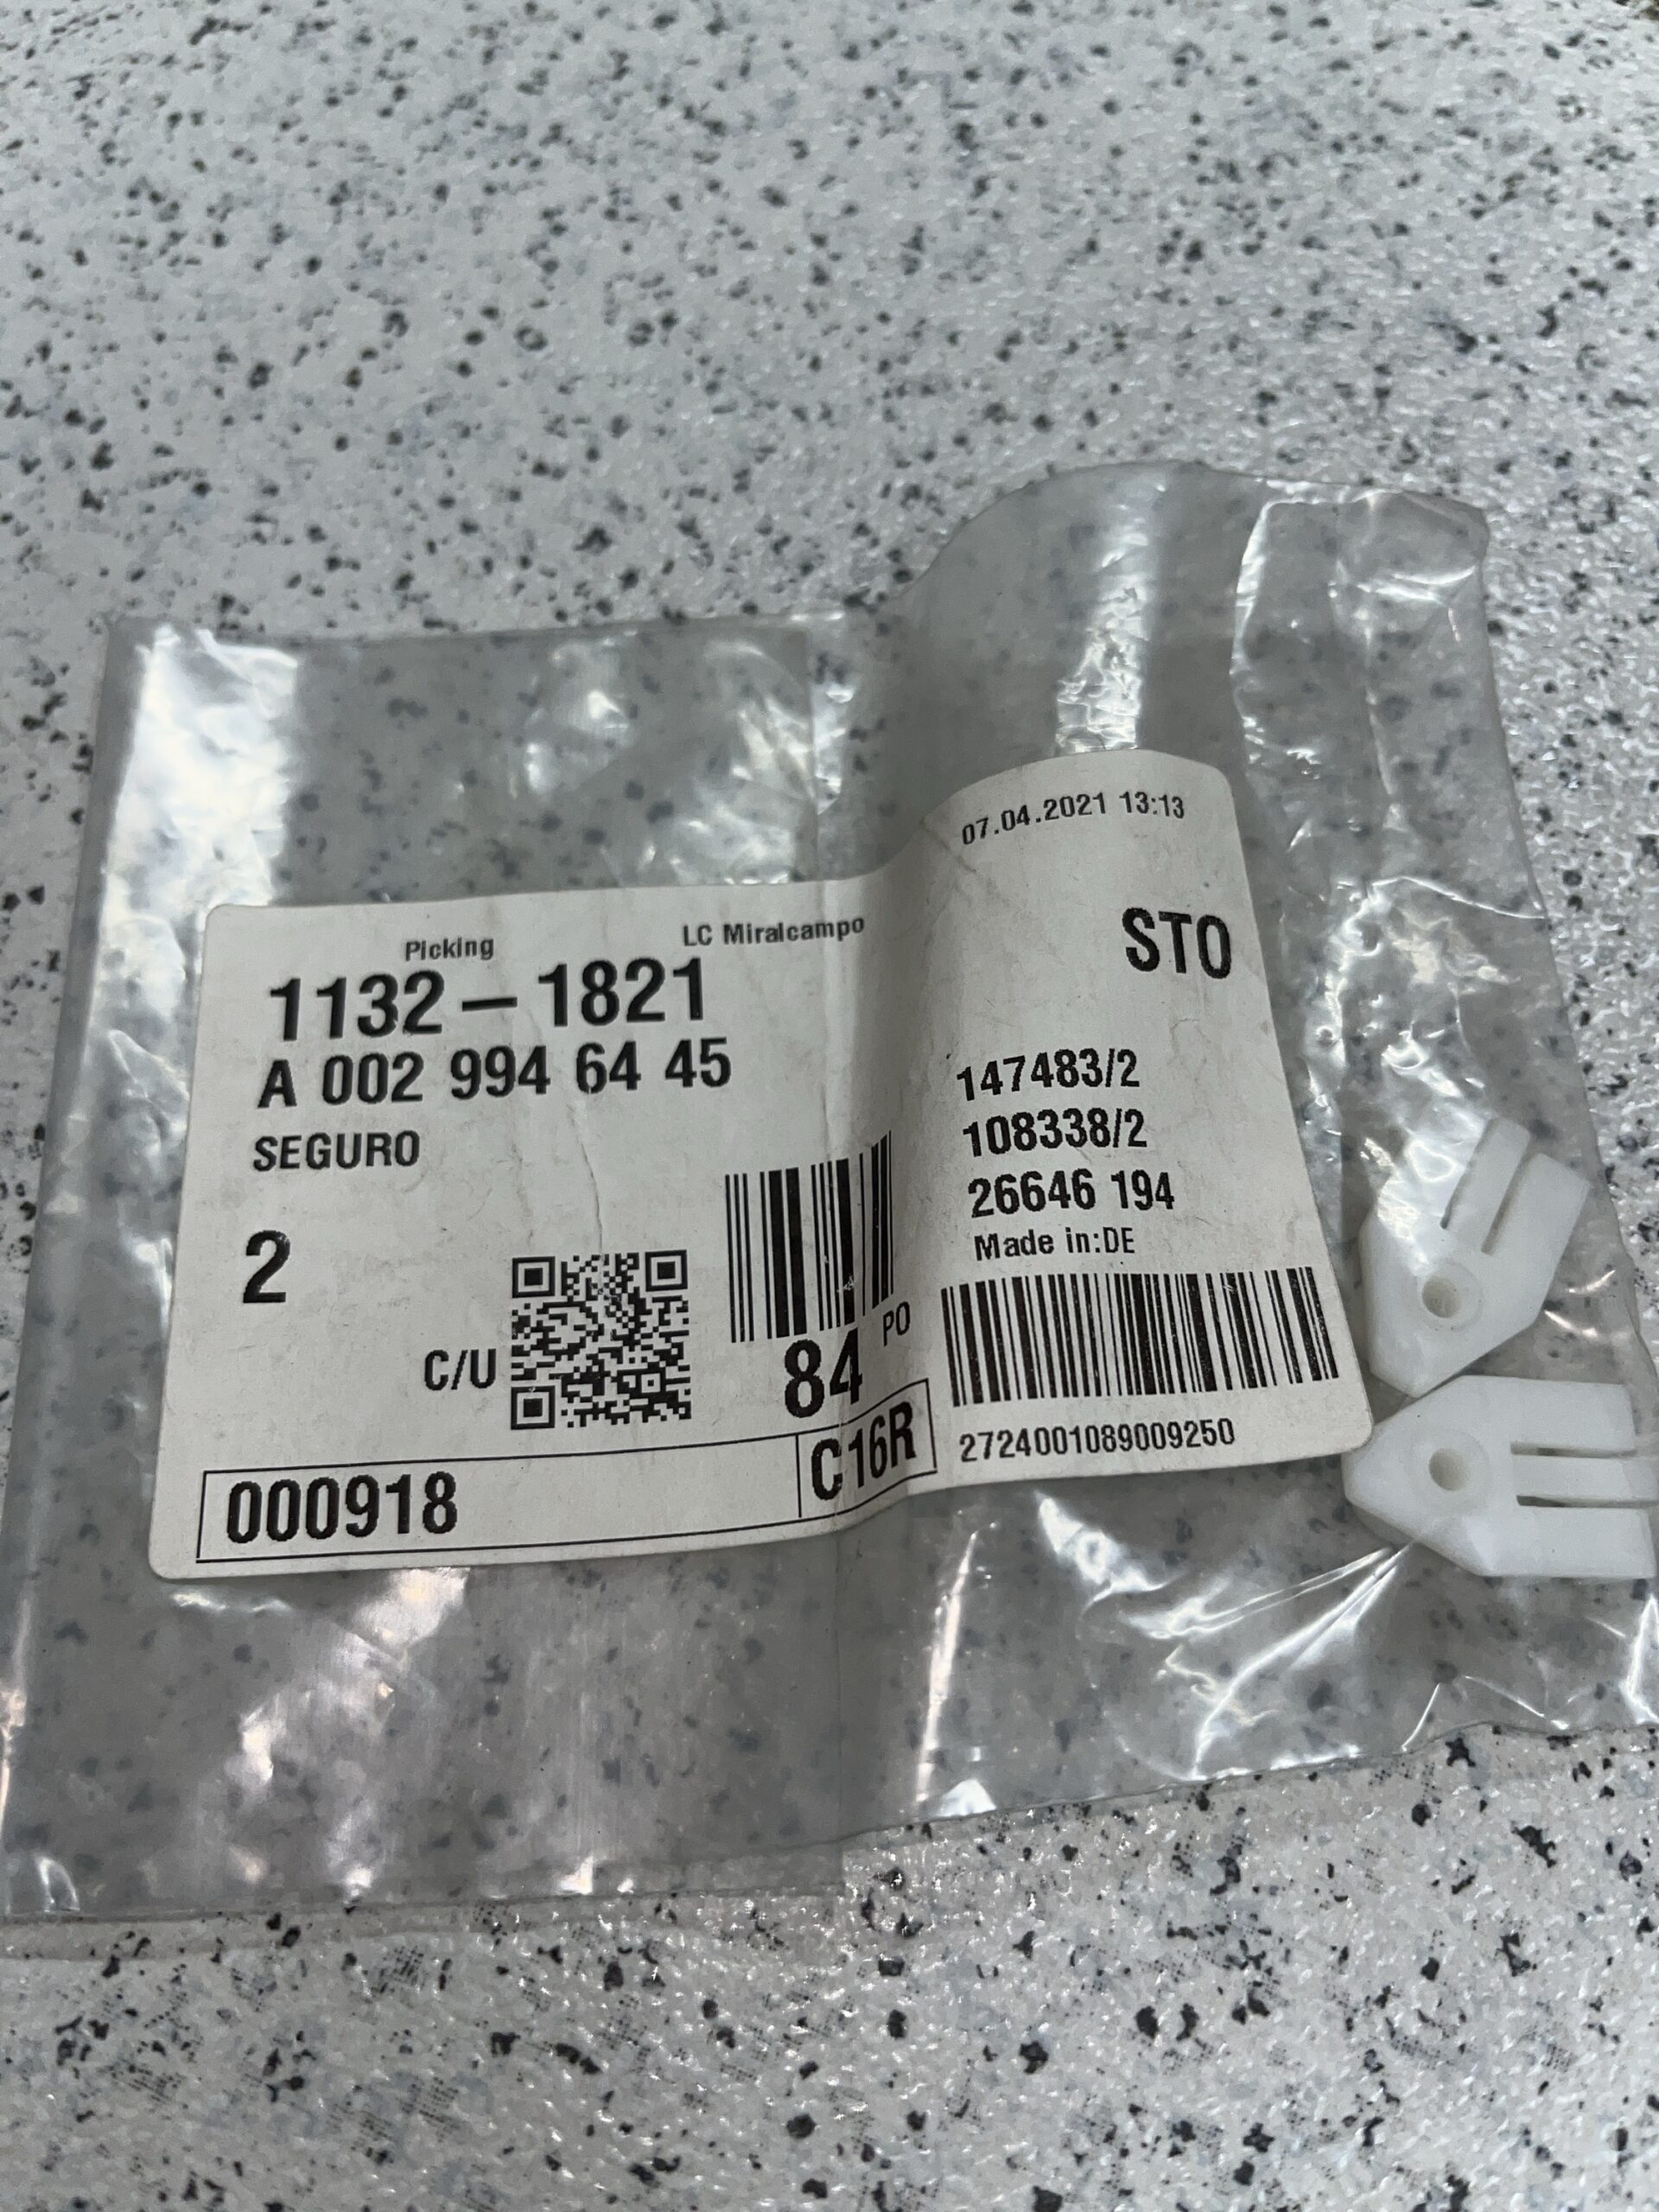 07.04.2021 13:13
Picking
LC Miralcampo
STO
1132-1821
A 002 994 64 45
SEGURO
147483/2
108338/2
26646 194
Made in:DE
2
C/U
84
PO
000918
C16R
2724001089009250